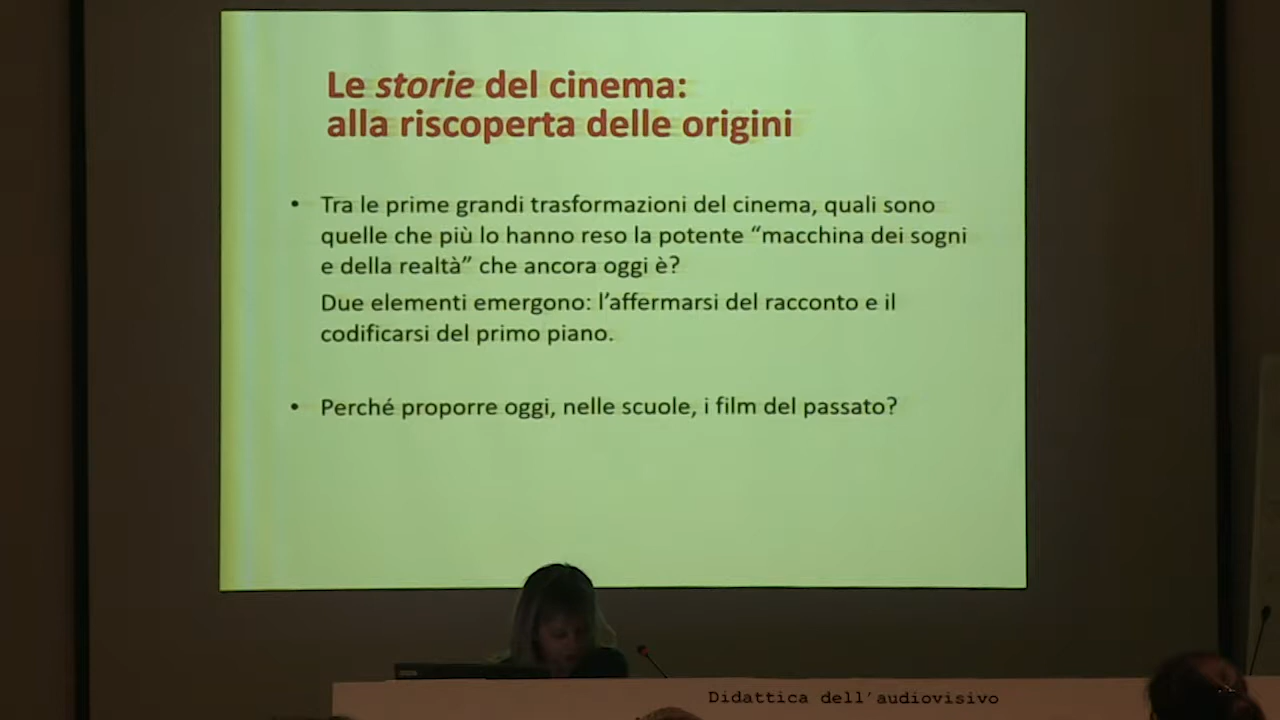 Le storie del cinema:
alla riscoperta delle origini
• Tra le prime grandi trasformazioni del cinema, quali sono
quelle che più lo hanno reso la potente “macchina dei sogni
e della realtà” che ancora oggi è?
Due elementi emergono: l’affermarsi del racconto e il
codificarsi del primo piano.
• Perché proporre oggi, nelle scuole, i film del passato?
Didattica dell’audiovisivo